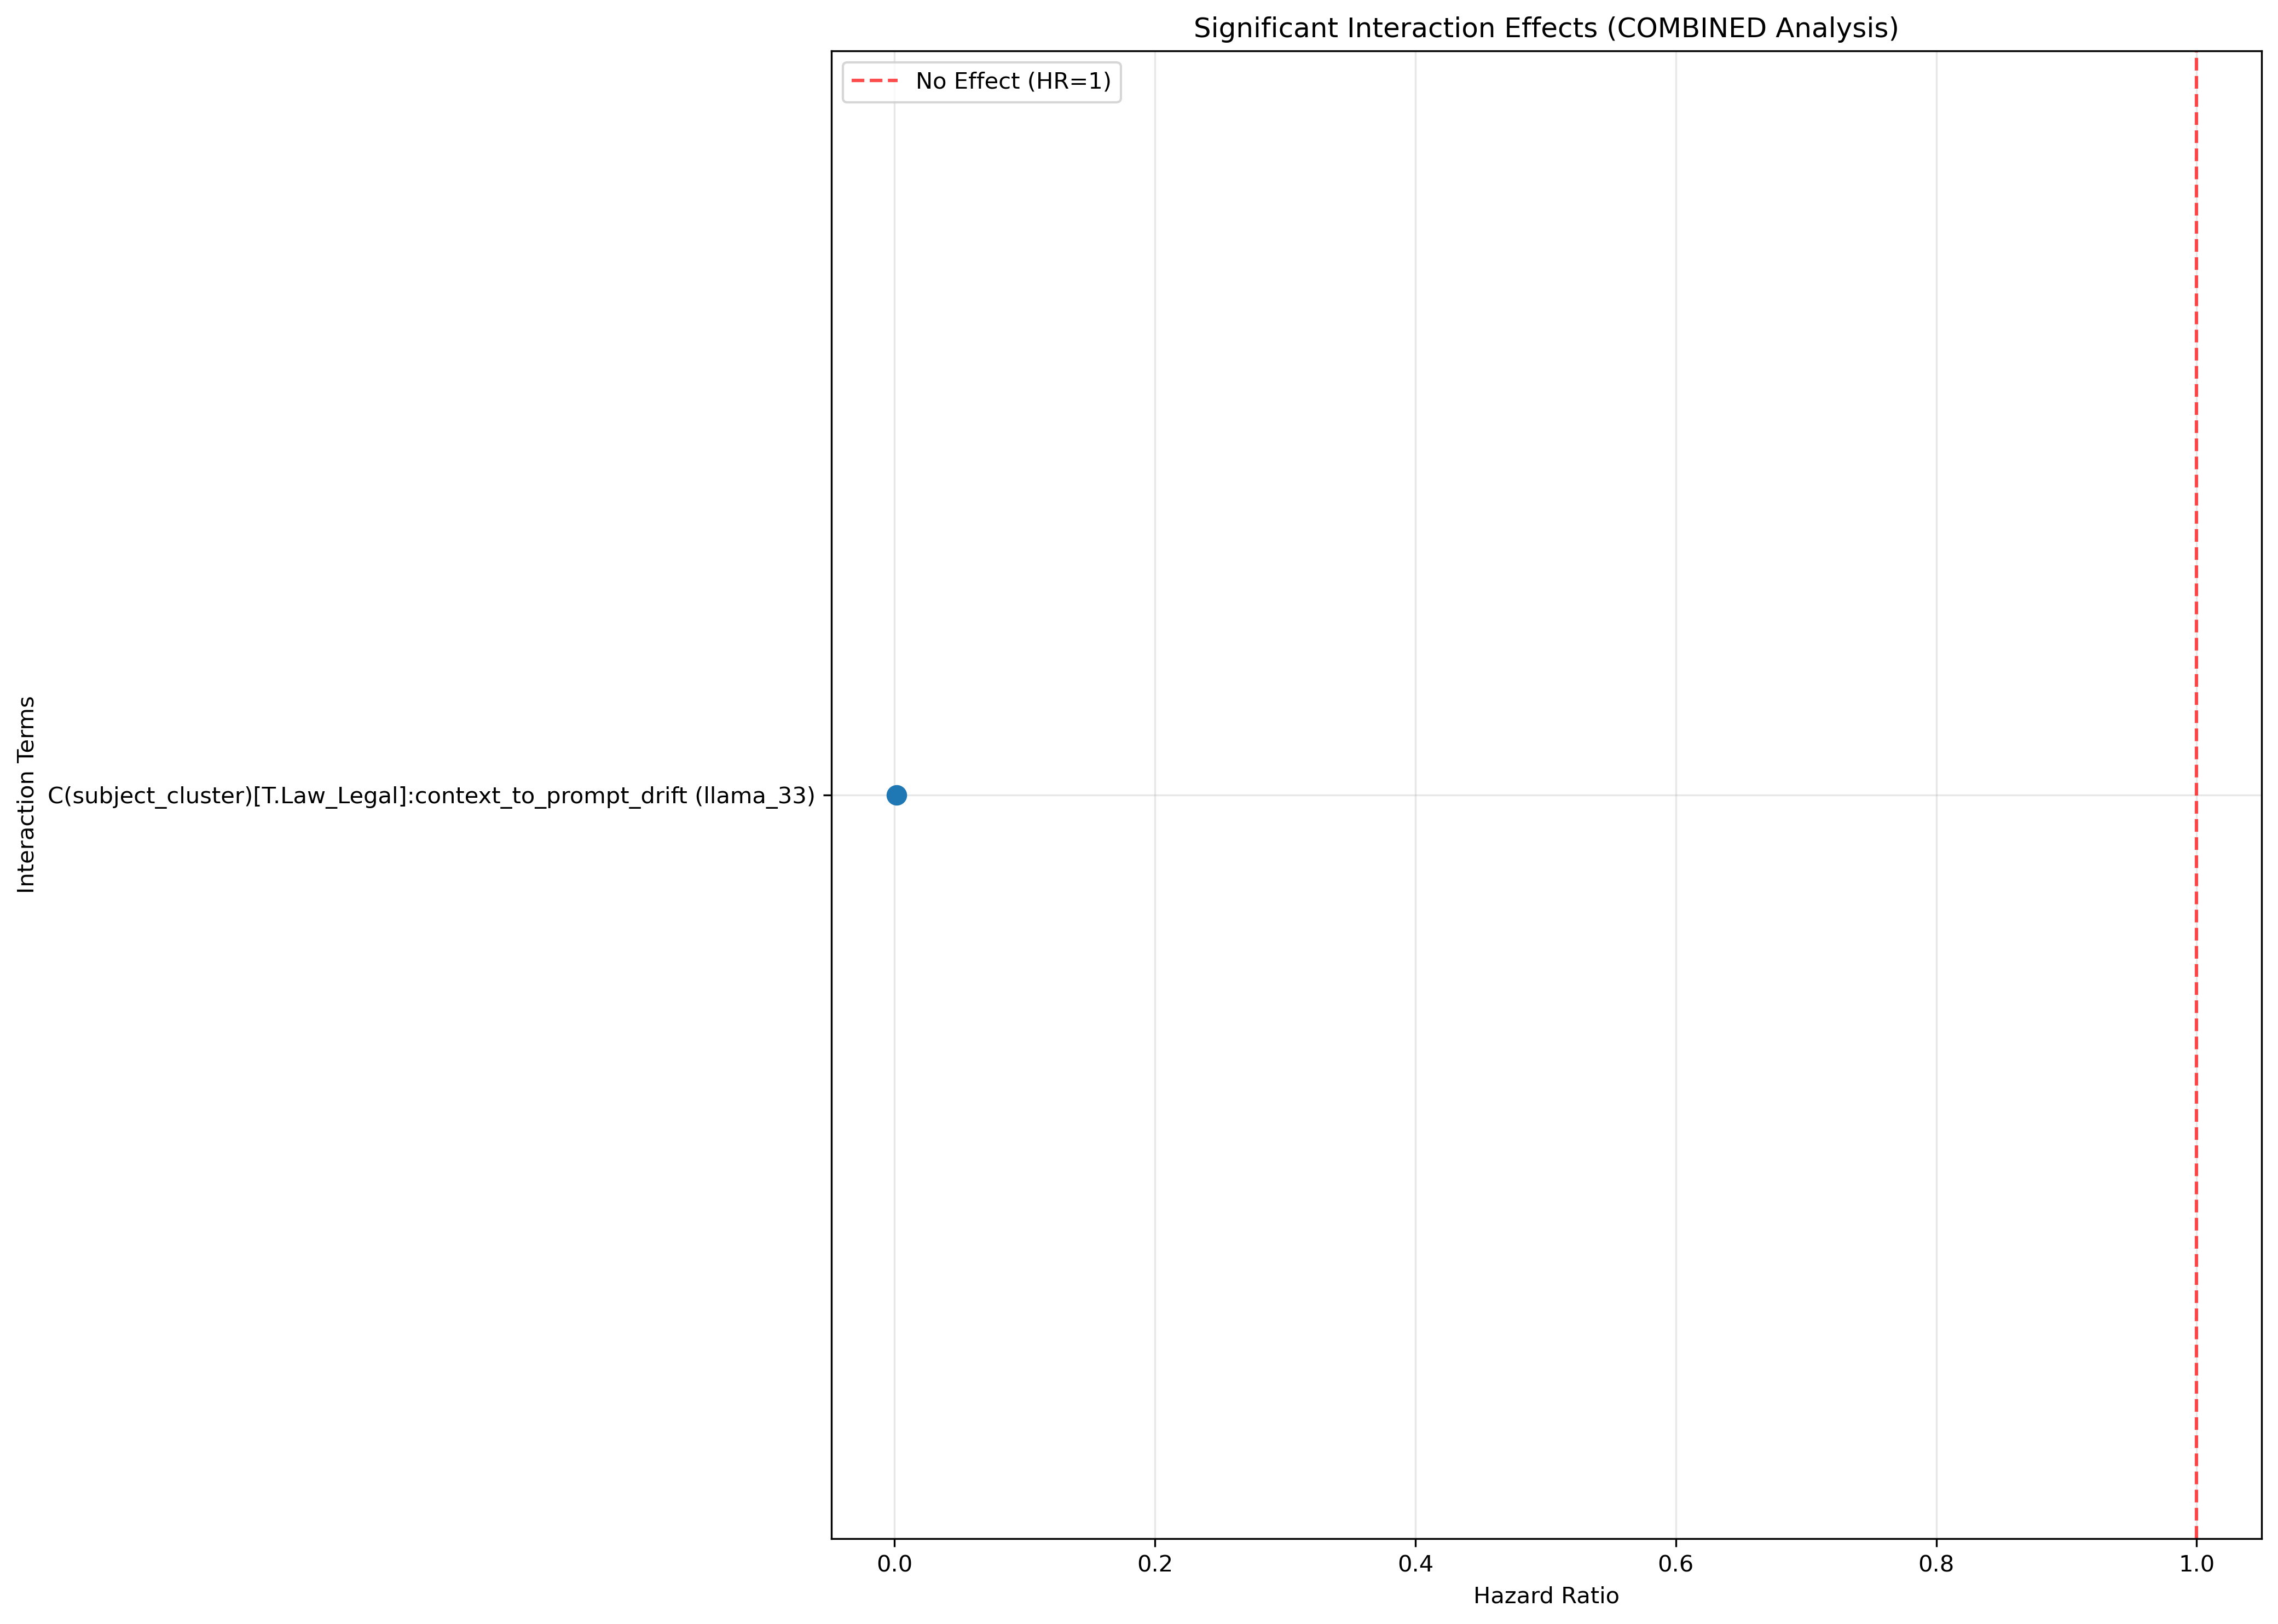 Significant Interaction Effects (COMBINED Analysis)
No Effect (HR=1)
Interaction Terms
C(subject_cluster)[T.Law_Legal]:context_to_prompt_drift (llama_33)
0.0 0.2 0.4 0.6 0.8 1.0
Hazard Ratio